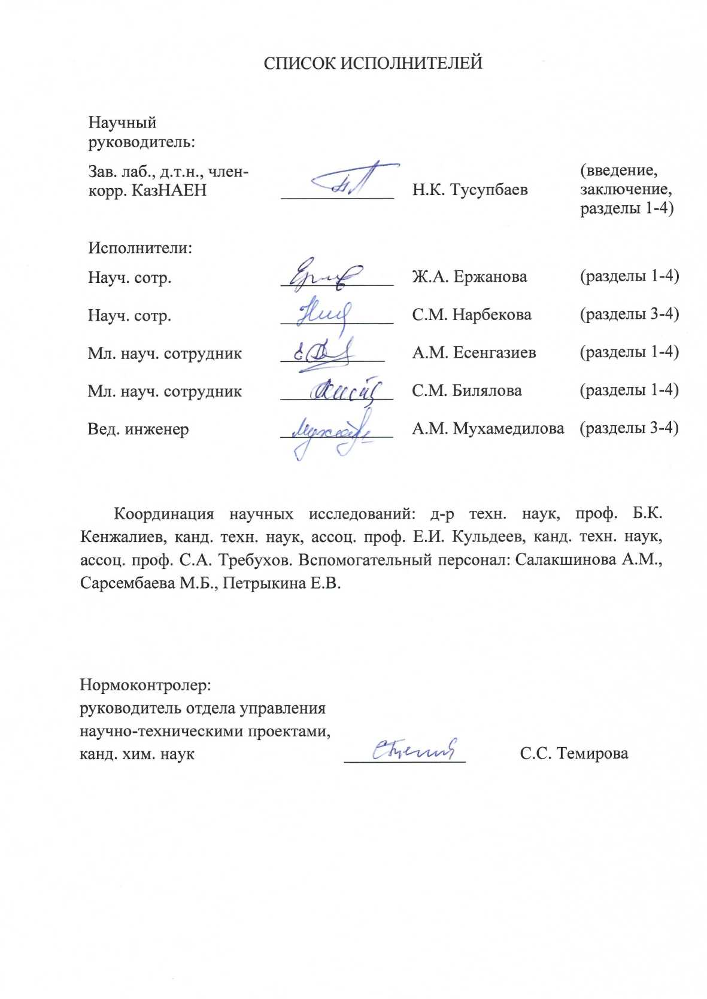 СПИСОК ИСПОЛНИТЕЛЕЙ
Научный
руководитель:
Зав. лаб., д.т.н., член-
корр. КазНАЕН Н.К. Тусупбаев (введение,
заключение,
разделы 1-4)
Исполнители:
Науч. сотр. Ж.А. Ержанова (разделы 1-4)
Науч. сотр. С.М. Нарбекова (разделы 3-4)
Мл. науч. сотрудник А.М. Есенгазиев (разделы 1-4)
Мл. науч. сотрудник С.М. Билялова (разделы 1-4)
Вед. инженер А.М. Мухамедилова (разделы 3-4)
Координация научных исследований: д-р техн. наук, проф. Б.К.
Кенжалиев, канд. техн. наук, ассоц. проф. Е.И. Кульдеев, канд. техн. наук,
ассоц. проф. С.А. Требухов. Вспомогательный персонал: Салакшинова А.М.,
Сарсембаева М.Б., Петрыкина Е.В.
Нормоконтролер:
руководитель отдела управления
научно-техническими проектами,
канд. хим. наук С.С. Темирова